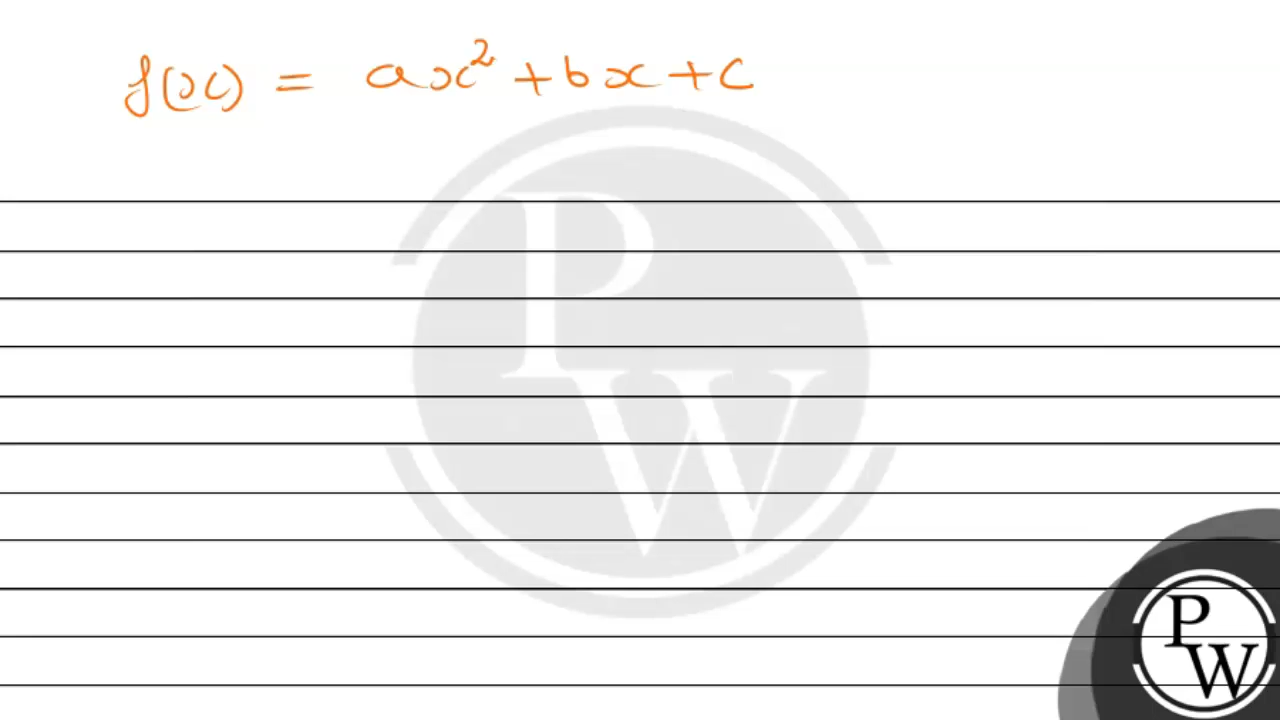 f(x) = ax² + bx + c
P
W
P
W